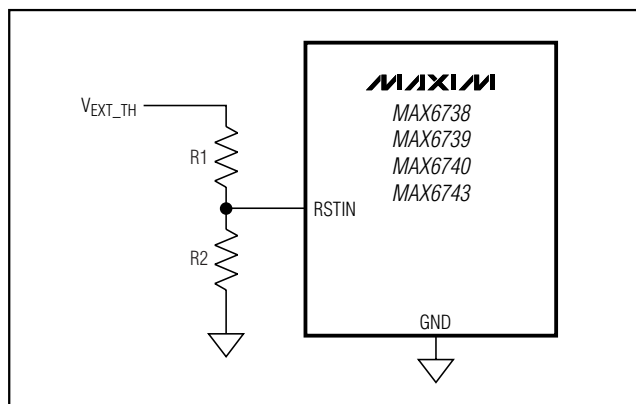 MAXIM
MAX6738
MAX6739
MAX6740
MAX6743
VEXT_TH
R1
RSTIN
R2
GND